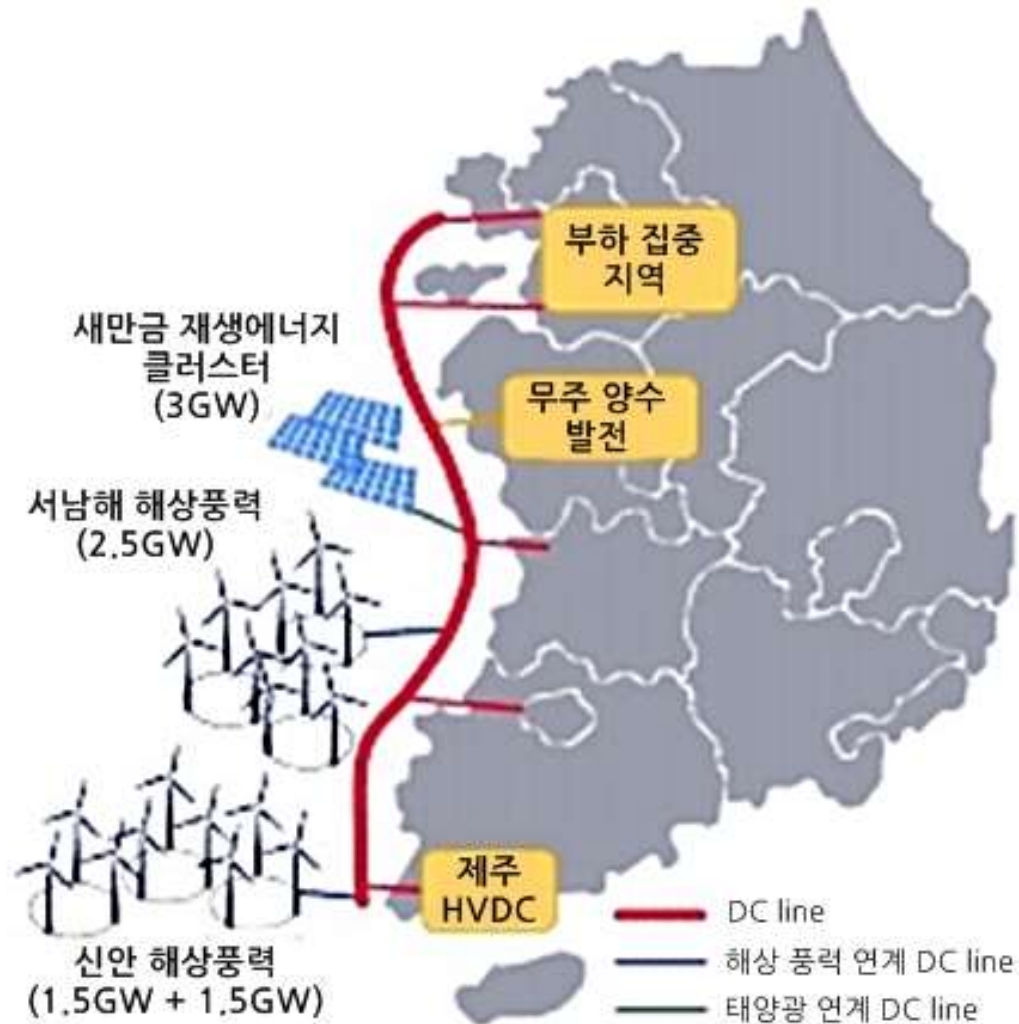 부하 집중
지역
새만금 재생에너지
클러스터
(3GW)
무주 양수
발전
서남해 해상풍력
(2.5GW)
제주
HVDC
신안 해상풍력
(1.5GW + 1.5GW)
DC line
해상 풍력 연계 DC line
태양광 연계 DC line